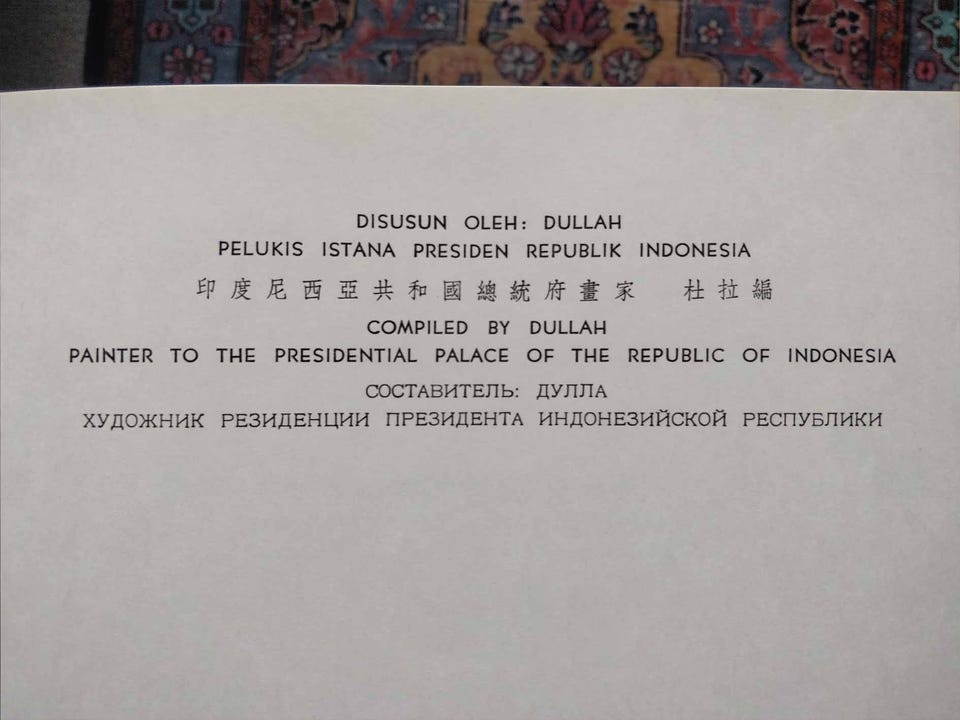 DISUSUN OLEH: DULLAH
PELUKIS ISTANA PRESIDEN REPUBLIK INDONESIA
印度尼西亞共和國總統府畫家 杜拉編
COMPILED BY DULLAH
PAINTER TO THE PRESIDENTIAL PALACE OF THE REPUBLIC OF INDONESIA
СОСТАВИТЕЛЬ: ДУЛЛА
ХУДОЖНИК РЕЗИДЕНЦИИ ПРЕЗИДЕНТА ИНДОНЕЗИЙСКОЙ РЕСПУБЛИКИ